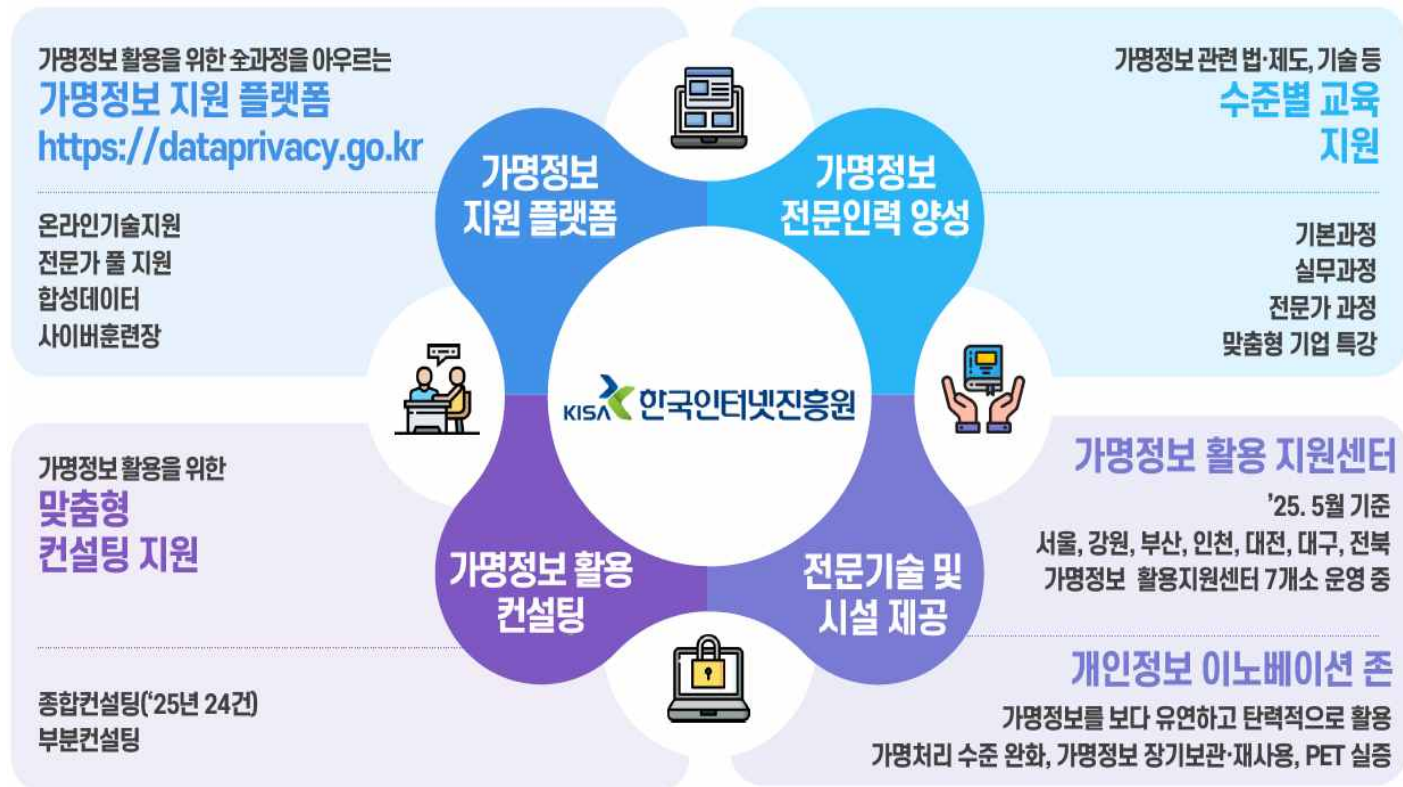 가명정보 활용을 위한 全과정을 아우르는
가명정보 지원 플랫폼
https://dataprivacy.go.kr
온라인기술지원
전문가 풀 지원
합성데이터
사이버훈련장
가명정보
지원 플랫폼
가명정보
전문인력 양성
가명정보 관련 법·제도, 기술 등
수준별 교육
지원
기본과정
실무과정
전문가 과정
맞춤형 기업 특강
KISA 한국인터넷진흥원
가명정보 활용을 위한
맞춤형
컨설팅 지원
종합컨설팅(‘25년 24건)
부분컨설팅
가명정보 활용
컨설팅
전문기술 및
시설 제공
가명정보 활용 지원센터
’25. 5월 기준
서울, 강원, 부산, 인천, 대전, 대구, 전북
가명정보 활용지원센터 7개소 운영 중
개인정보 이노베이션 존
가명정보를 보다 유연하고 탄력적으로 활용
가명처리 수준 완화, 가명정보 장기보관·재사용, PET 실증